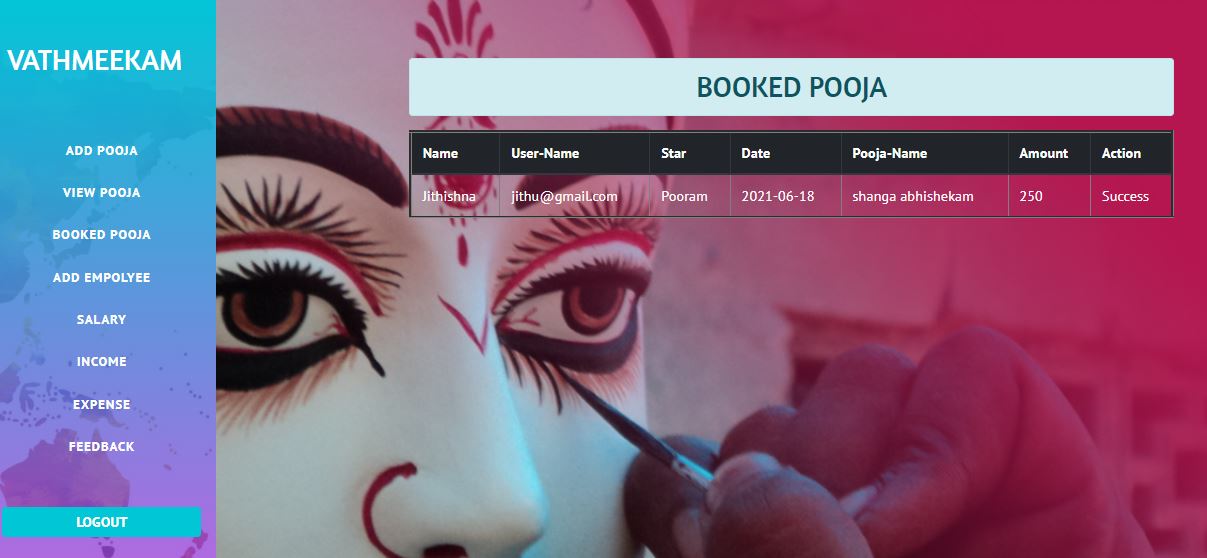 VATHMEEKAM
ADD POOJA
VIEW POOJA
BOOKED POOJA
ADD EMPOLYEE
SALARY
INCOME
EXPENSE
FEEDBACK
LOGOUT
BOOKED POOJA
Name User-Name Star Date Pooja-Name Amount Action
Jithishna jithu@gmail.com Pooram 2021-06-18 shanga abhishekam 250 Success